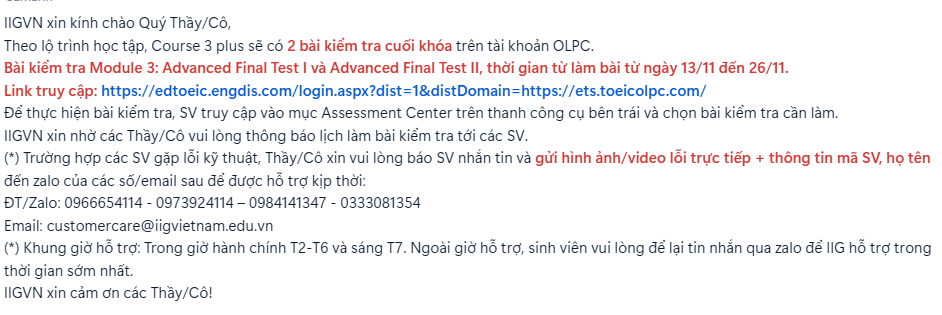 IIGVN xin kính chào Quý Thầy/Cô,
Theo lộ trình học tập, Course 3 plus sẽ có 2 bài kiểm tra cuối khóa trên tài khoản OLPC.
Bài kiểm tra Module 3: Advanced Final Test I và Advanced Final Test II, thời gian từ làm bài từ ngày 13/11 đến 26/11.
Link truy cập: https://edtoeic.engdis.com/login.aspx?dist=1&distDomain=https://ets.toeicolpc.com/
Để thực hiện bài kiểm tra, SV truy cập vào mục Assessment Center trên thanh công cụ bên trái và chọn bài kiểm tra cần làm.
IIGVN nhờ các Thầy/Cô vui lòng thông báo lịch làm bài kiểm tra tới các SV.
(*) Trường hợp các SV gặp lỗi kỹ thuật, Thầy/Cô xin vui lòng báo SV nhắn tin và gửi hình ảnh/video lỗi trực tiếp + thông tin mã SV, họ tên
đến zalo của các số/email sau để được hỗ trợ kịp thời:
ĐT/Zalo: 0966654114 - 0973924114 – 0984141347 - 0333081354
Email: customercare@iigvietnam.edu.vn
(*) Khung giờ hỗ trợ: Trong giờ hành chính T2-T6 và sáng T7. Ngoài giờ hỗ trợ, sinh viên vui lòng để lại tin nhắn qua zalo để IIG hỗ trợ trong
thời gian sớm nhất.
IIGVN xin cảm ơn các Thầy/Cô!